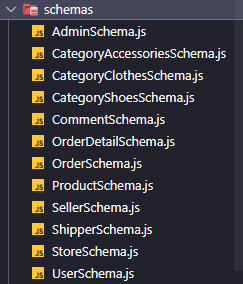 schemas
AdminSchema.js
CategoryAccessoriesSchema.js
CategoryClothesSchema.js
CategoryShoesSchema.js
CommentSchema.js
OrderDetailSchema.js
OrderSchema.js
ProductSchema.js
SellerSchema.js
ShipperSchema.js
StoreSchema.js
UserSchema.js